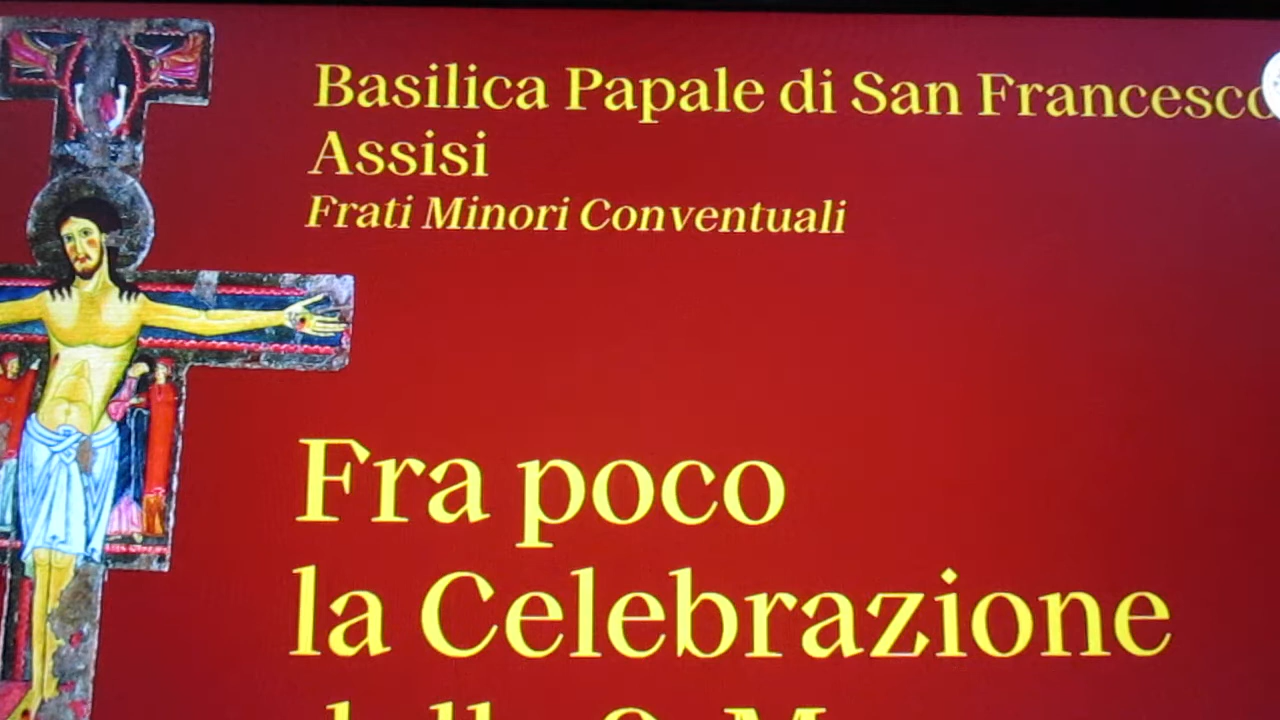 Basilica Papale di San Francesco
Assisi
Frati Minori Conventuali
Fra poco
la Celebrazione